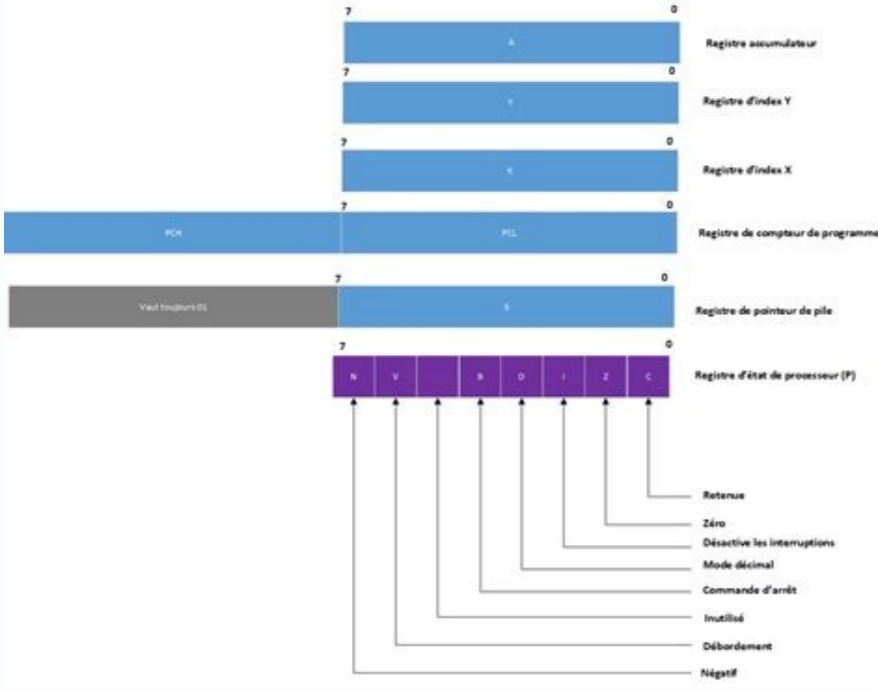 7 0
A
Registre accumulateur
7 0
Y
Registre d'index Y
7 0
X
Registre d'index X
7 0
PCH PCL
Registre de compteur de programme
7 0
Vaut toujours 01 S
Registre de pointeur de pile
7 0
N V B D I Z C
Registre d'état de processeur (P)
Retenue
Zéro
Désactive les interruptions
Mode décimal
Commande d'arrêt
Inutilisé
Débordement
Négatif